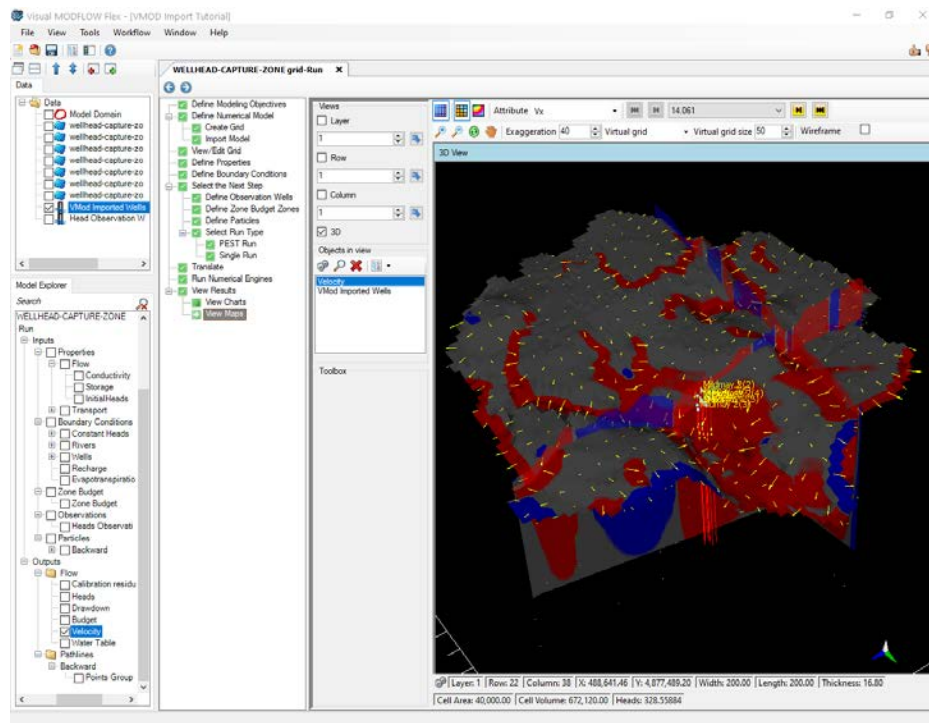 Visual MODFLOW Flex - [VMOD Import Tutorial]
File View Tools Workflow Window Help
Data
Data
Model Domain
wellhead-capture-zo
wellhead-capture-zo
wellhead-capture-zo
wellhead-capture-zo
wellhead-capture-zo
wellhead-capture-zo
VMod Imported Wells
Head Observation W
Model Explorer
Search
WELLHEAD-CAPTURE-ZONE
Run
Inputs
Properties
Flow
Conductivity
Storage
InitialHeads
Transport
Boundary Conditions
Constant Heads
Rivers
Wells
Recharge
Evapotranspiratio
Zone Budget
Zone Budget
Observations
Heads Observati
Particles
Backward
Outputs
Flow
Calibration residu
Heads
Drawdown
Budget
Velocity
Water Table
Pathlines
Backward
Points Group
WELLHEAD-CAPTURE-ZONE grid-Run X
Define Modeling Objectives
Define Numerical Model
Create Grid
Import Model
View/Edit Grid
Define Properties
Define Boundary Conditions
Select the Next Step
Define Observation Wells
Define Zone Budget Zones
Define Particles
Select Run Type
PEST Run
Single Run
Translate
Run Numerical Engines
View Results
View Charts
View Maps
Views
Layer
1
Row
1
Column
1
3D
Objects in view
Velocity
VMod Imported Wells
Toolbox
Attribute Vx 14.061
Exaggeration 40 Virtual grid Virtual grid size 50 Wireframe
3D View
Layer: 1 Row: 22 Column: 38 X: 488,641.46 Y: 4,877,489.20 Width: 200.00 Length: 200.00 Thickness: 16.80
Cell Area: 40,000.00 Cell Volume: 672,120.00 Heads: 328.55884